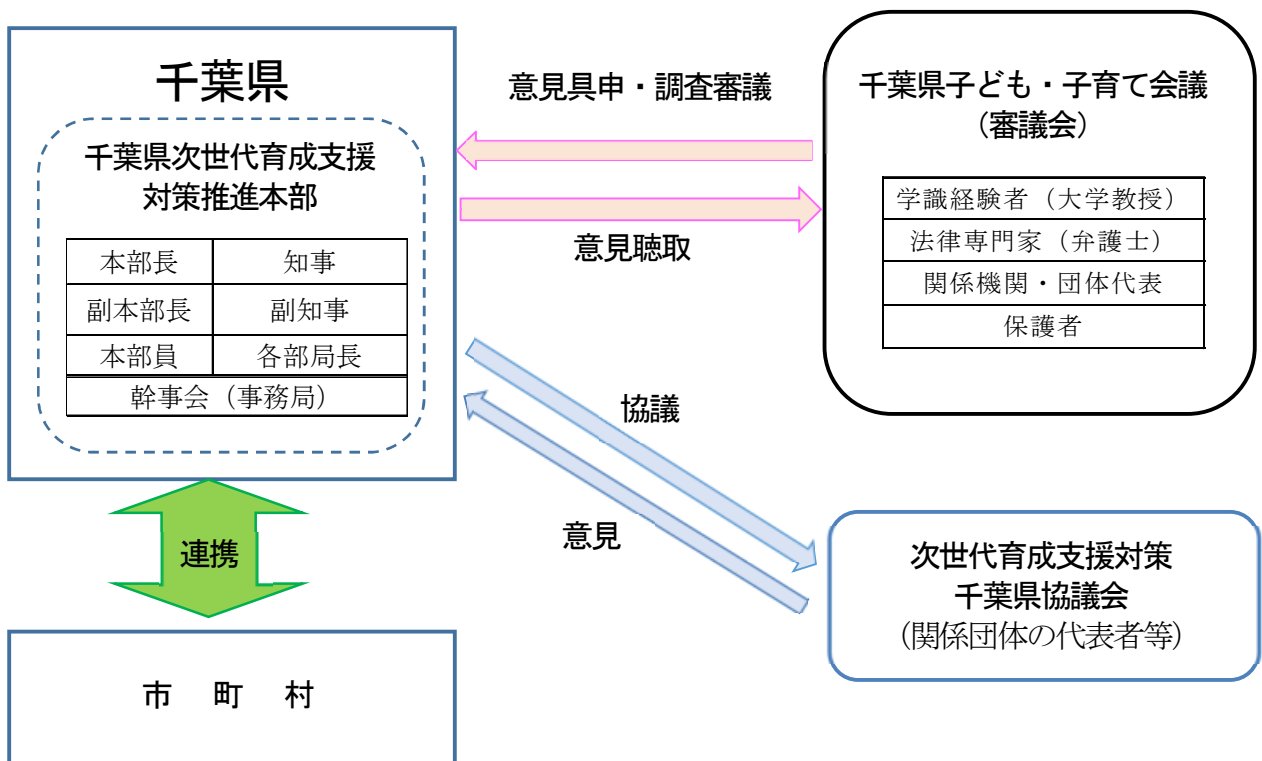 千葉県
千葉県次世代育成支援
対策推進本部
本部長 知事
副本部長 副知事
本部員 各部局長
幹事会（事務局）
意見具申・調査審議
意見聴取
千葉県子ども・子育て会議
（審議会）
学識経験者（大学教授）
法律専門家（弁護士）
関係機関・団体代表
保護者
協議
意見
連携
次世代育成支援対策
千葉県協議会
（関係団体の代表者等）
市　町　村